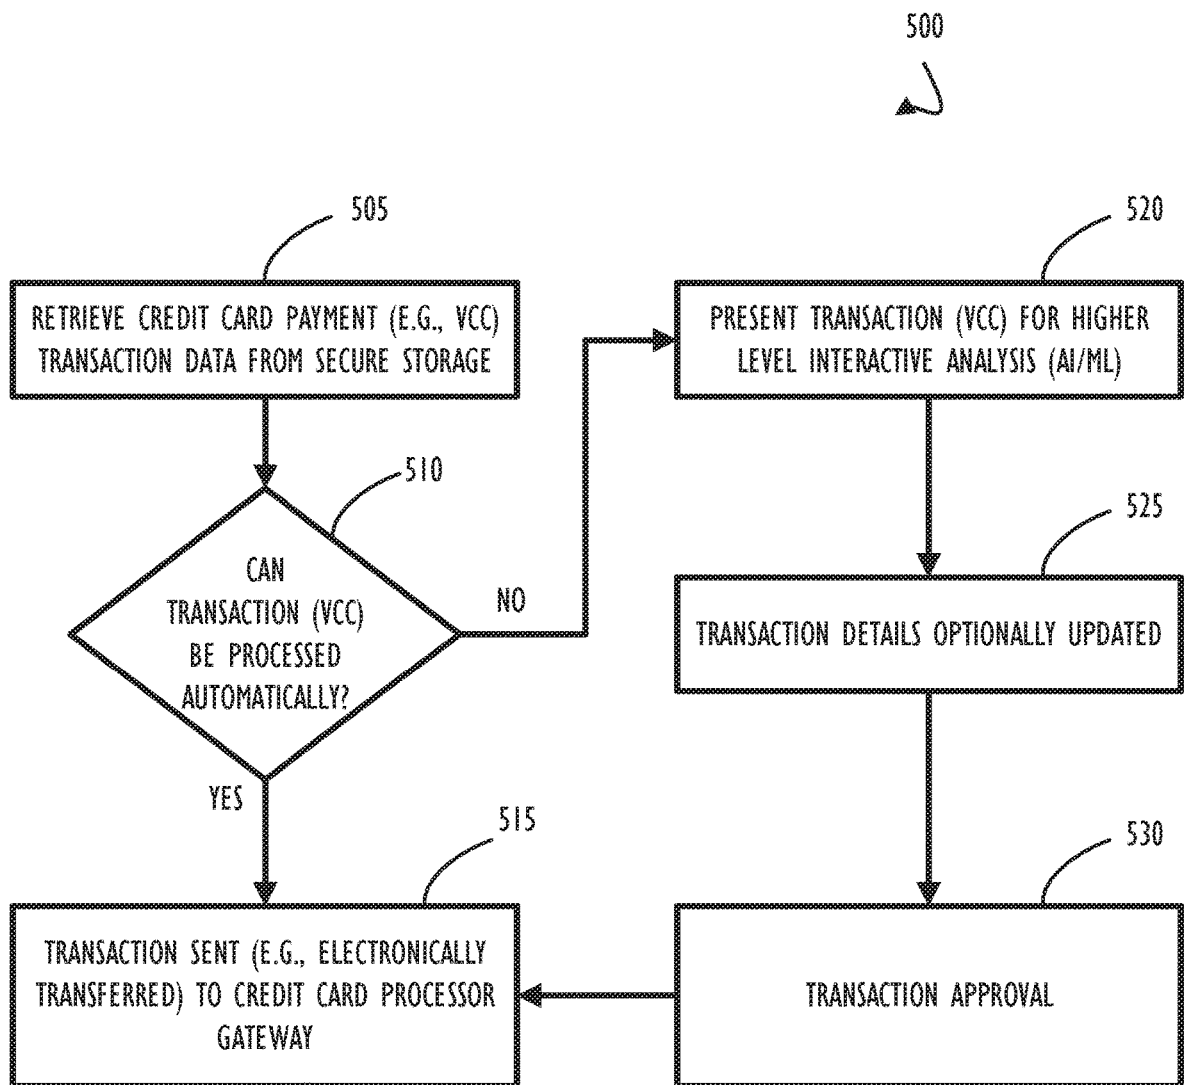 500
505
RETRIEVE CREDIT CARD PAYMENT (E.G., VCC)
TRANSACTION DATA FROM SECURE STORAGE
510
CAN
TRANSACTION (VCC)
BE PROCESSED
AUTOMATICALLY?
NO
YES
515
TRANSACTION SENT (E.G., ELECTRONICALLY
TRANSFERRED) TO CREDIT CARD PROCESSOR
GATEWAY
520
PRESENT TRANSACTION (VCC) FOR HIGHER
LEVEL INTERACTIVE ANALYSIS (AI/ML)
525
TRANSACTION DETAILS OPTIONALLY UPDATED
530
TRANSACTION APPROVAL